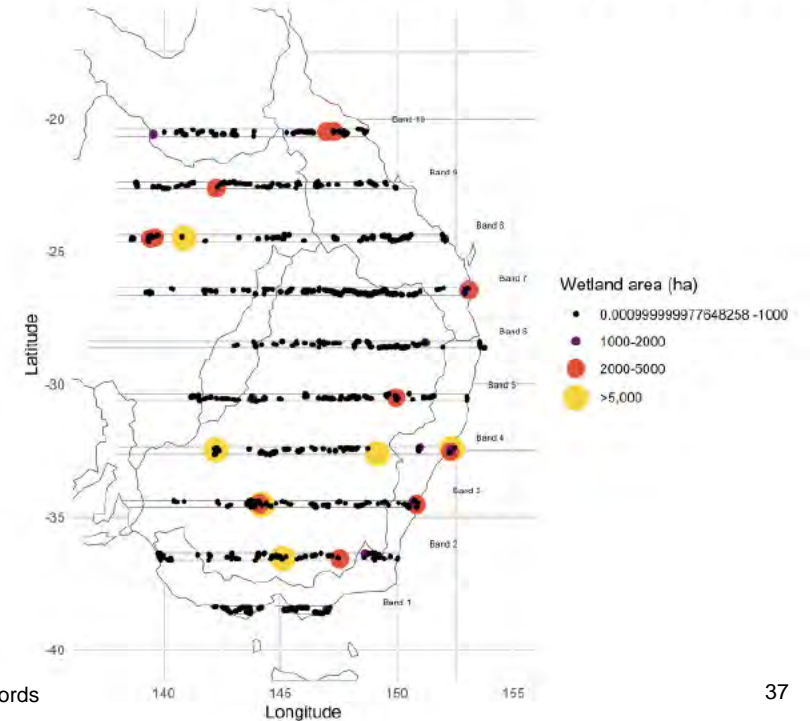 -20
-25
-30
-35
-40
Latitude
140
145
150
155
Longitude
Band 10
Band 9
Band 8
Band 7
Band 6
Band 5
Band 4
Band 3
Band 2
Band 1
Wetland area (ha)
0.000999999977648258 -1000
1000-2000
2000-5000
>5,000
ords
37